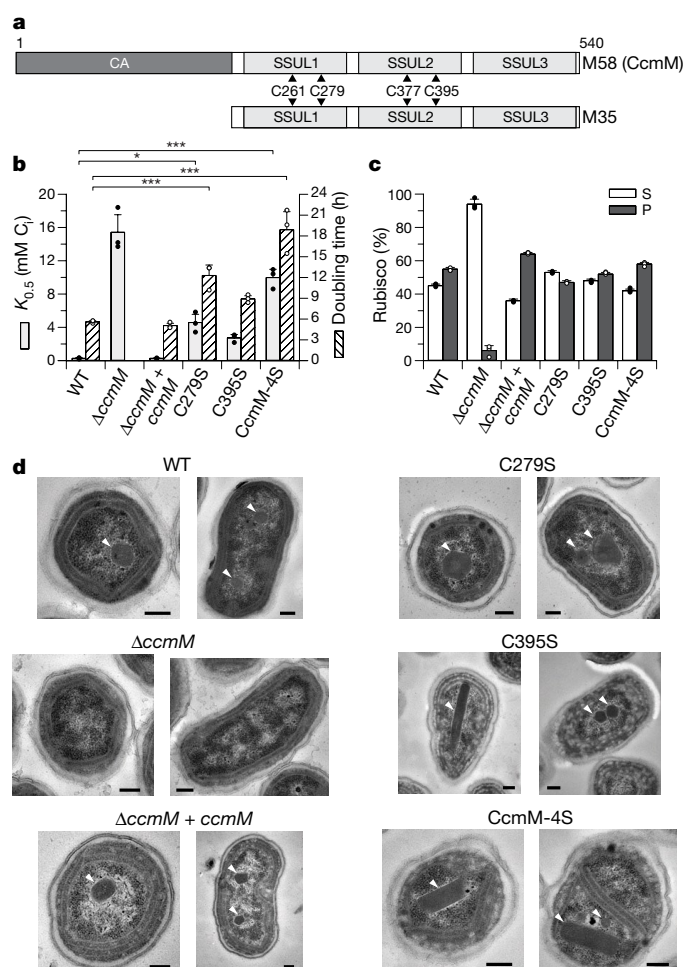 a
1
540
CA
SSUL1
SSUL2
SSUL3
M58 (CcmM)
C261
C279
C377
C395
SSUL1
SSUL2
SSUL3
M35
b
***
*
***
***
20
16
12
8
4
0
K0.5 (mM Ci)
24
21
18
15
12
9
6
3
0
Doubling time (h)
WT
ΔccmM
ΔccmM + ccmM
C279S
C395S
CcmM-4S
c
100
80
60
40
20
0
Rubisco (%)
S
P
WT
ΔccmM
ΔccmM + ccmM
C279S
C395S
CcmM-4S
d
WT
C279S
ΔccmM
C395S
ΔccmM + ccmM
CcmM-4S